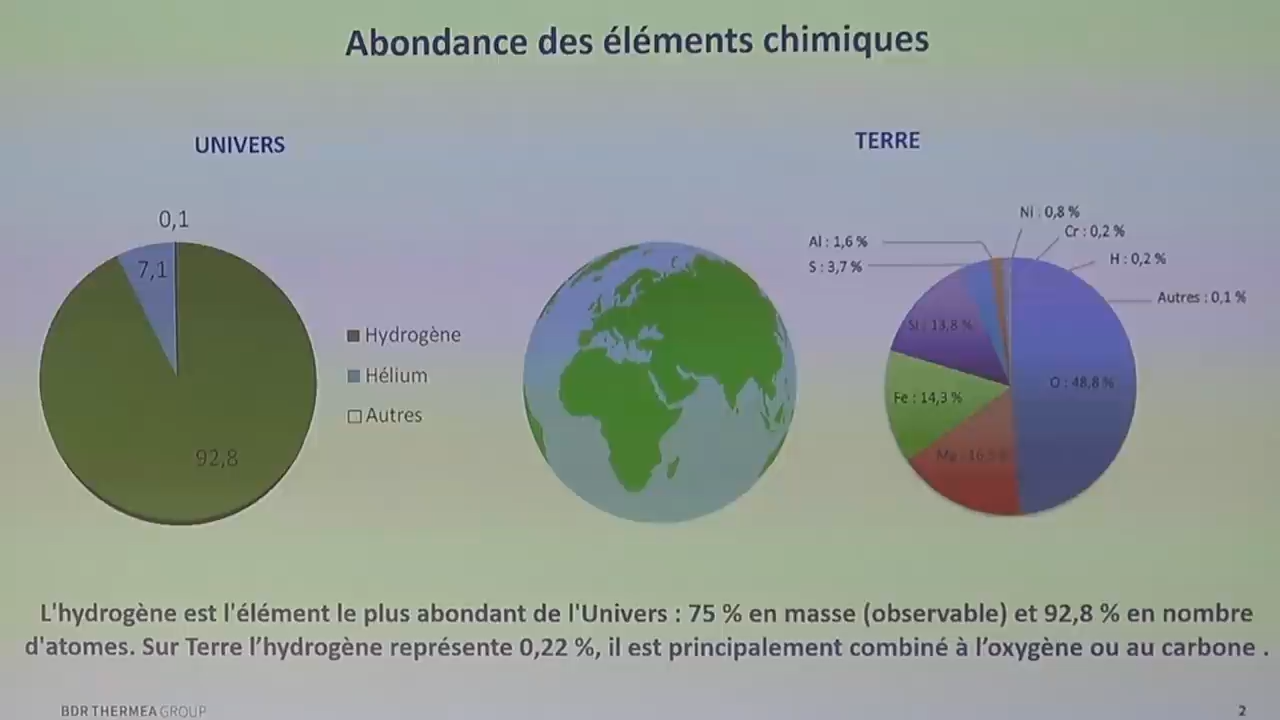 Abondance des éléments chimiques
UNIVERS
TERRE
0,1
7,1
92,8
Hydrogène
Hélium
Autres
Ni : 0,8 %
Cr : 0,2 %
Al : 1,6 %
H : 0,2 %
S : 3,7 %
Autres : 0,1 %
Si : 13,8 %
O : 48,8 %
Fe : 14,3 %
Mg :
L'hydrogène est l'élément le plus abondant de l'Univers : 75 % en masse (observable) et 92,8 % en nombre
d'atomes. Sur Terre l’hydrogène représente 0,22 %, il est principalement combiné à l’oxygène ou au carbone .
BDR THERMEA GROUP
2